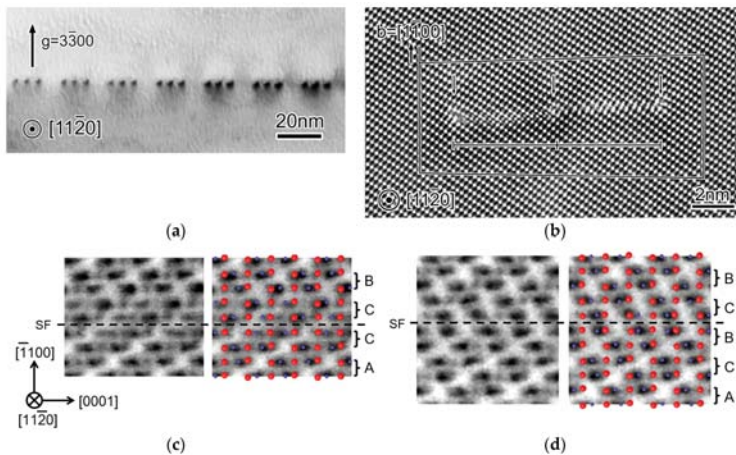 g=33̄00
[112̄0]
20nm
(a)
b=[1̄100]
[112̄0]
2nm
(b)
B
C
SF
C
A
[1̄100]
[0001]
[112̄0]
(c)
B
C
SF
B
C
A
(d)